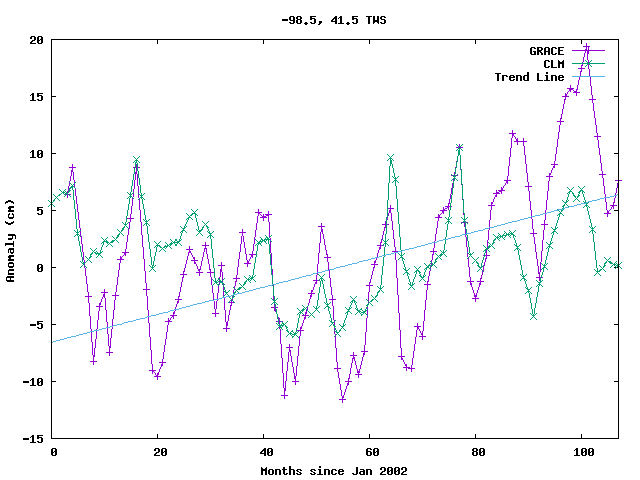 -98.5, 41.5 TWS
GRACE
CLM
Trend Line
20
15
10
5
0
-5
-10
-15
Anomaly (cm)
0 20 40 60 80 100
Months since Jan 2002